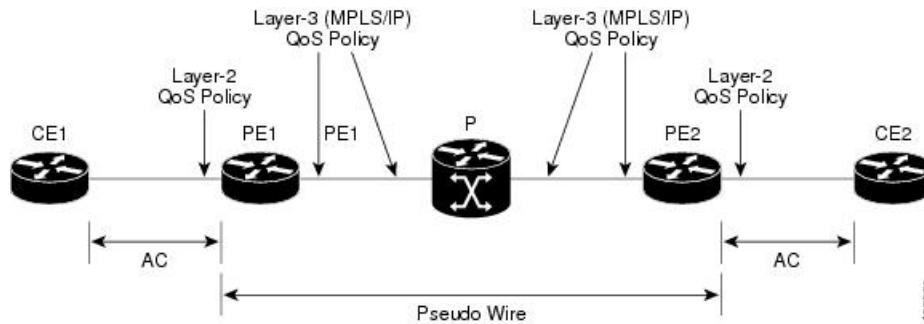 Layer-3 (MPLS/IP)
QoS Policy
Layer-3 (MPLS/IP)
QoS Policy
Layer-2
QoS Policy
Layer-2
QoS Policy
CE1
PE1
PE1
P
PE2
CE2
AC
AC
Pseudo Wire